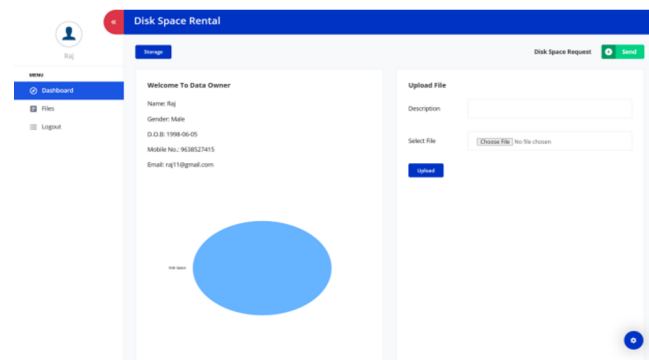 «
Disk Space Rental
Raj
MENU
Dashboard
Files
Logout
Storage
Disk Space Request
Send
Welcome To Data Owner
Name: Raj
Gender: Male
D.O.B: 1998-06-05
Mobile No.: 9638527415
Email: raj11@gmail.com
Upload File
Description
Select File
Choose File No file chosen
Upload